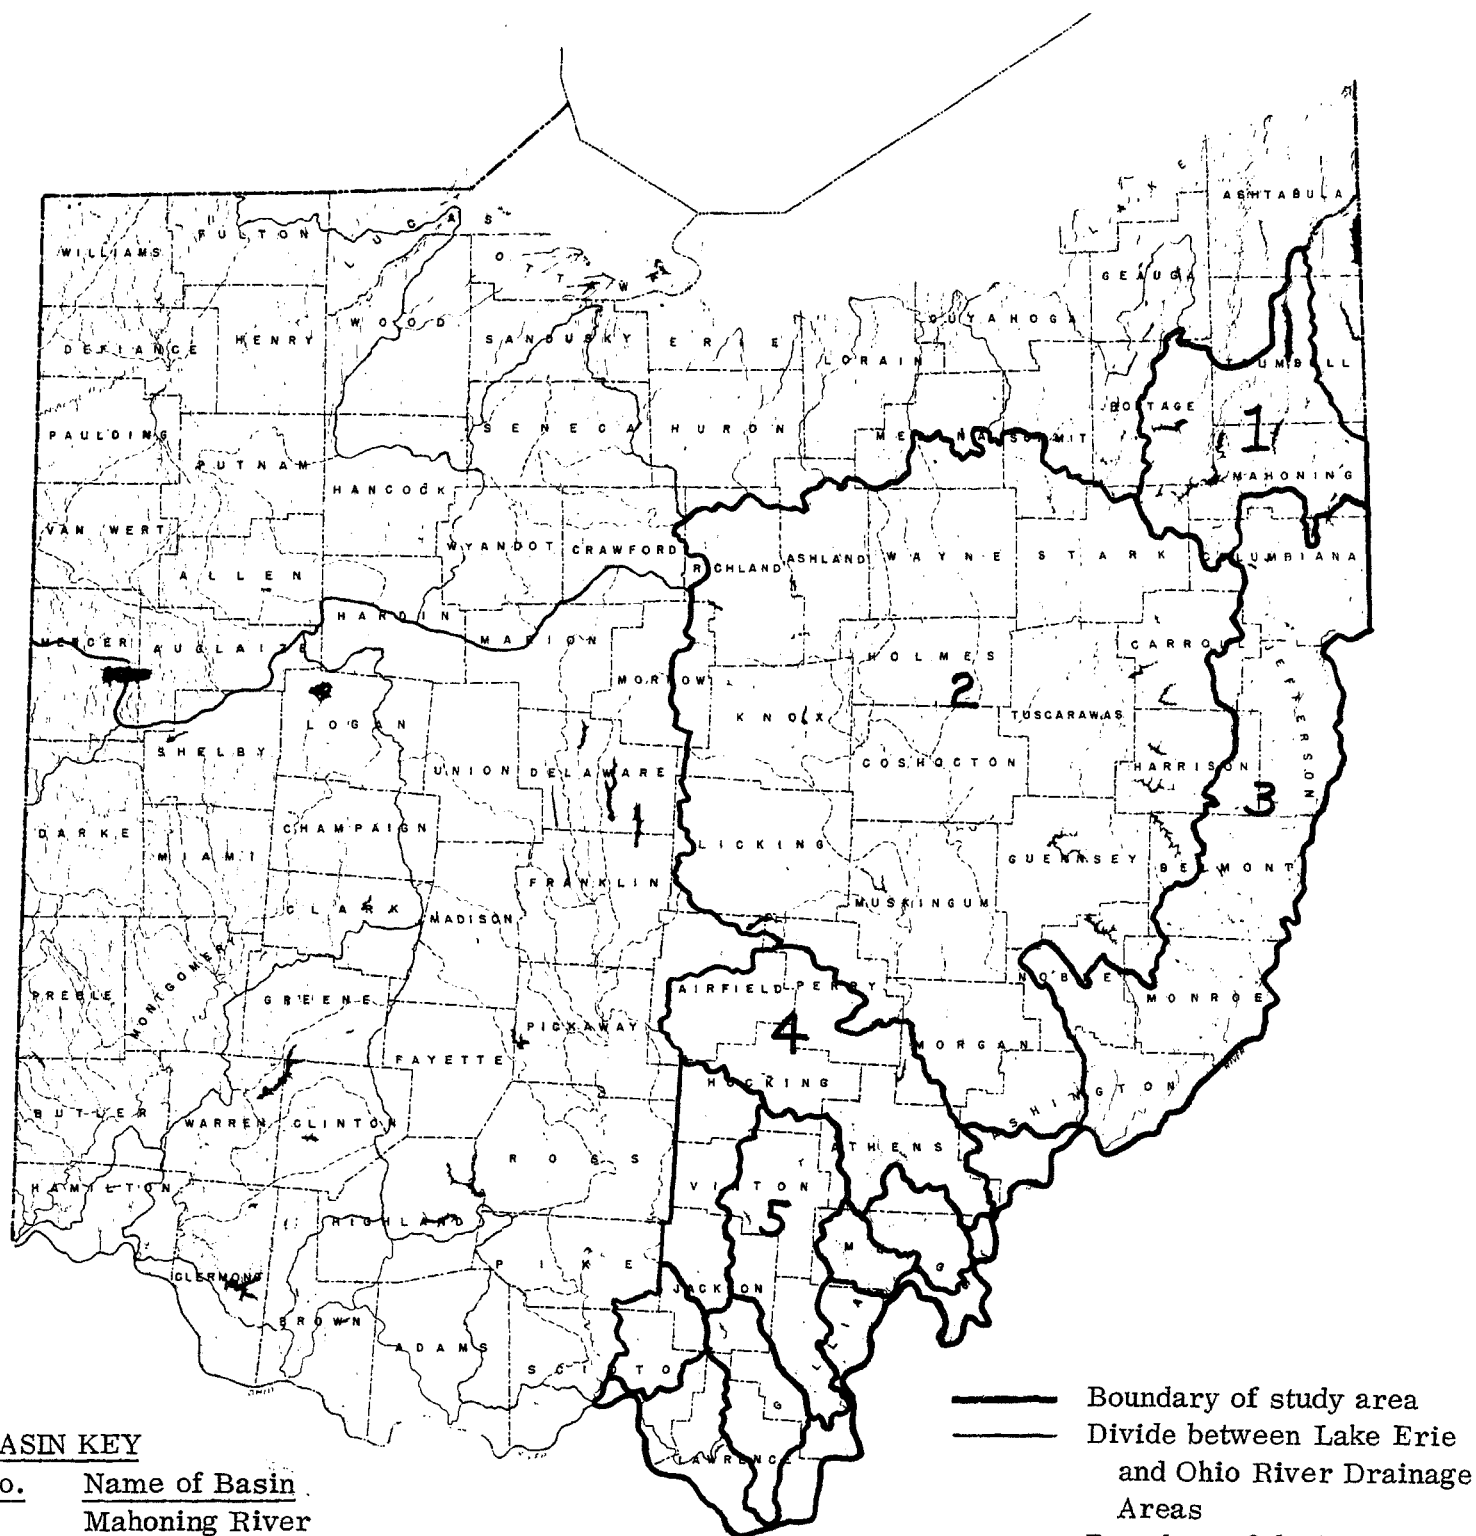 ASHTABULA
WILLIAMS
FULTON
LUCAS
OTTAW
GEAUGA
WOOD
CUYAHOGA
DEFIANCE
HENRY
SANDUSKY
ERIE
LORAIN
UMBULL
PORTAGE
1
PAULDING
SENECA
HURON
MEDINA
SUMMIT
PUTNAM
MAHONING
HANCOCK
VAN WERT
WYANDOT
CRAWFORD
RICHLAND
ASHLAND
WAYNE
STARK
COLUMBIANA
ALLEN
HARDIN
MERCER
AUGLAIZE
MARION
CARROLL
HOLMES
JEFFERSON
MORROW
2
KNOX
TUSCARAWAS
LOGAN
SHELBY
UNION
DELAWARE
COSHOCTON
HARRISON
3
DARKE
CHAMPAIGN
MIAMI
LICKING
GUERNSEY
BELMONT
FRANKLIN
CLARK
MADISON
MUSKINGUM
MONTGOMERY
NOBLE
PREBLE
GREENE
AIRFIELD
PERRY
MONROE
PICKAWAY
4
MORGAN
FAYETTE
HOCKING
BUTLER
WARREN
CLINTON
ASHINGTON
ATHENS
ROSS
HAMILTON
VINTON
5
HIGHLAND
PIKE
CLERMONT
JACKSON
BROWN
ADAMS
SCIOTO
LAWRENCE
Boundary of study area
Divide between Lake Erie
and Ohio River Drainage
Areas
ASIN KEY
o. Name of Basin
Mahoning River